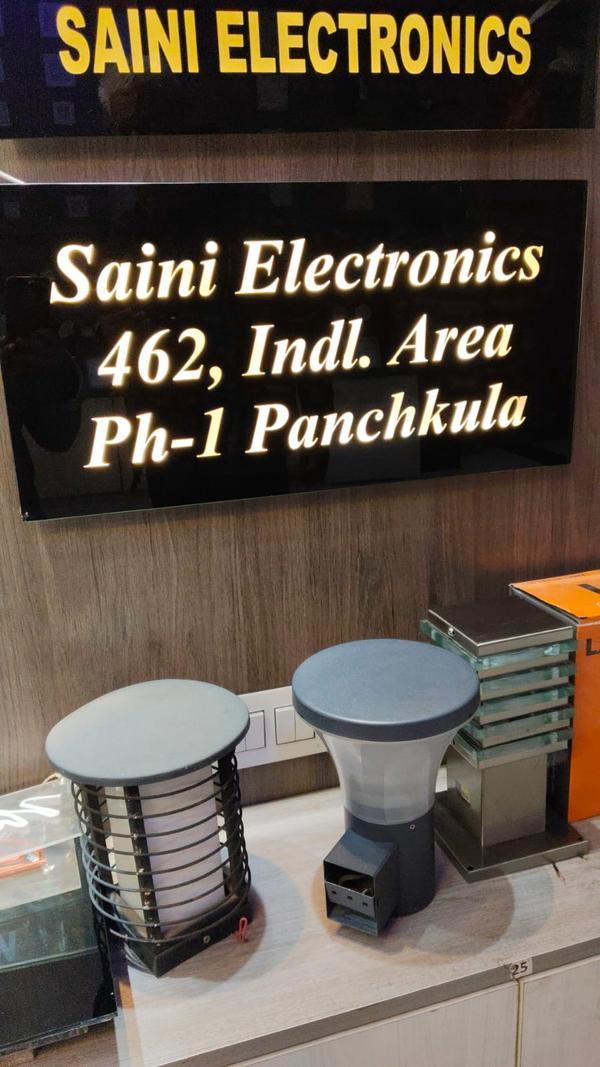 SAINI ELECTRONICS
Saini Electronics
462, Indl. Area
Ph-1 Panchkula
25